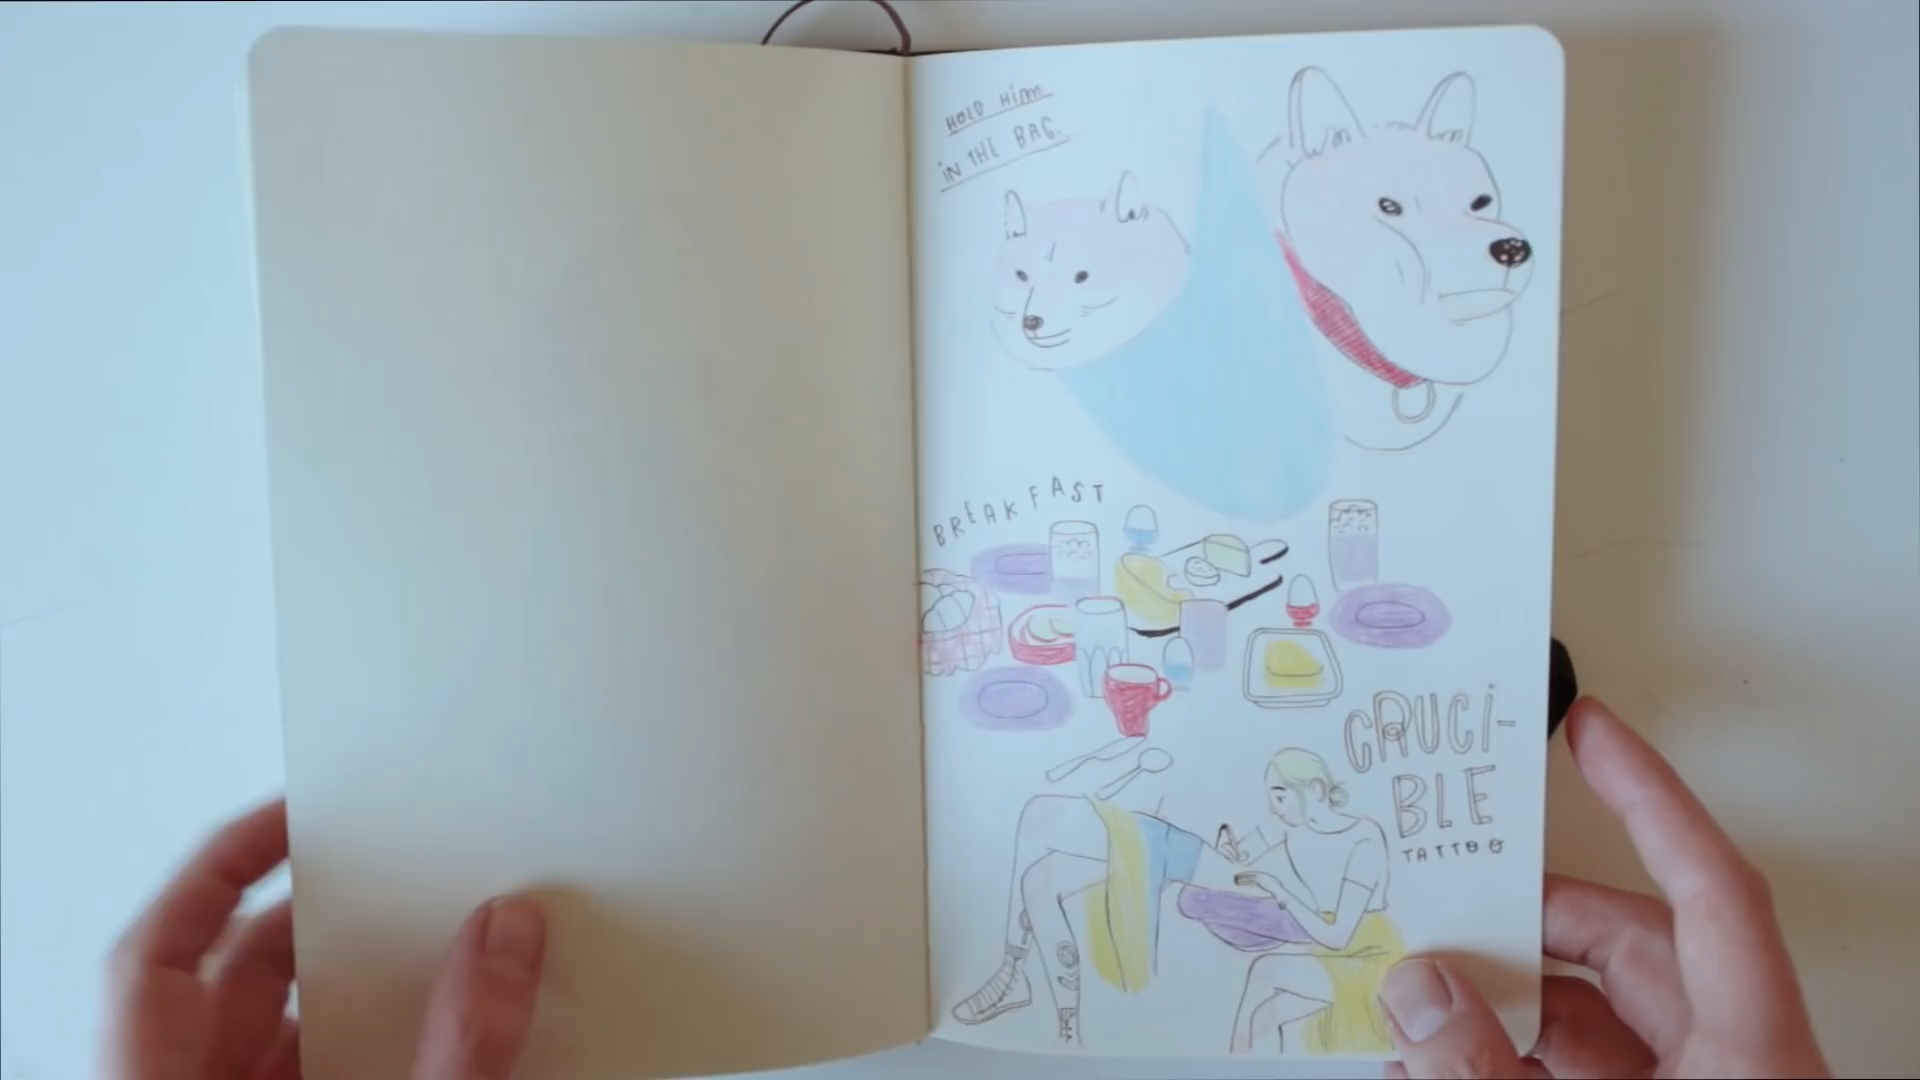 HOLD HiM
iN THE BAG.
BREAKFAST
CRUCi-
BLE
TATTOO